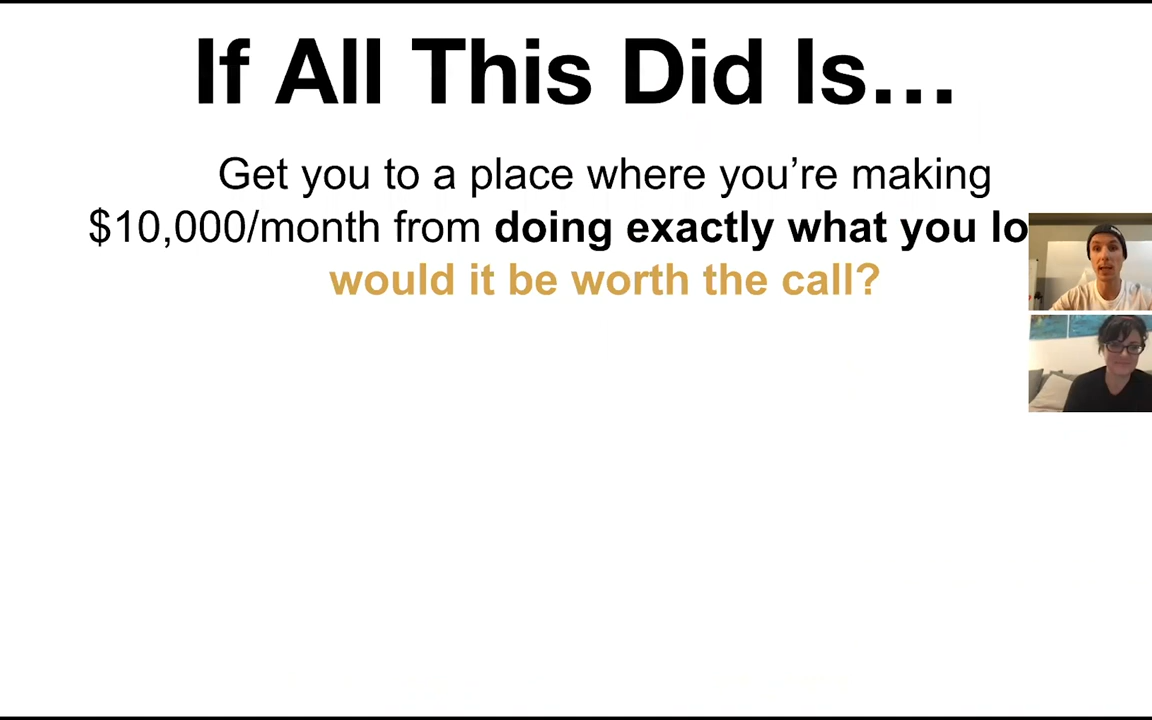 If All This Did Is…
Get you to a place where you’re making
$10,000/month from doing exactly what you lo
would it be worth the call?